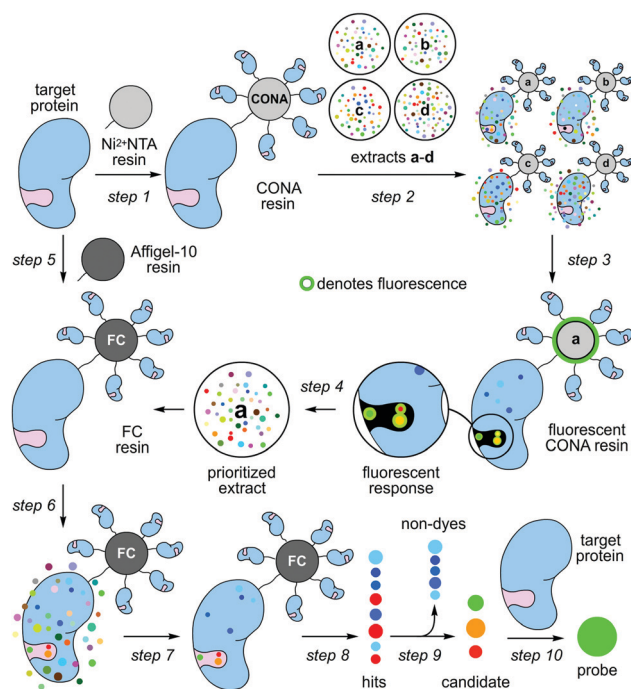 target
protein
Ni²⁺NTA
resin
step 1
CONA
CONA
resin
a
b
c
d
extracts a-d
step 2
a
b
c
d
step 3
step 5
Affigel-10
resin
denotes fluorescence
FC
FC
resin
a
prioritized
extract
step 4
fluorescent
response
a
fluorescent
CONA resin
step 6
FC
step 7
FC
step 8
hits
non-dyes
step 9
candidate
target
protein
step 10
probe